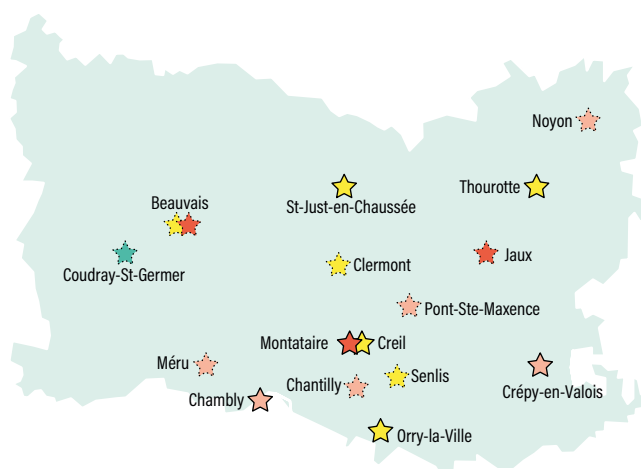 Noyon
Thourotte
St-Just-en-Chaussée
Beauvais
Jaux
Clermont
Coudray-St-Germer
Pont-Ste-Maxence
Montataire
Creil
Méru
Senlis
Chantilly
Crépy-en-Valois
Chambly
Orry-la-Ville